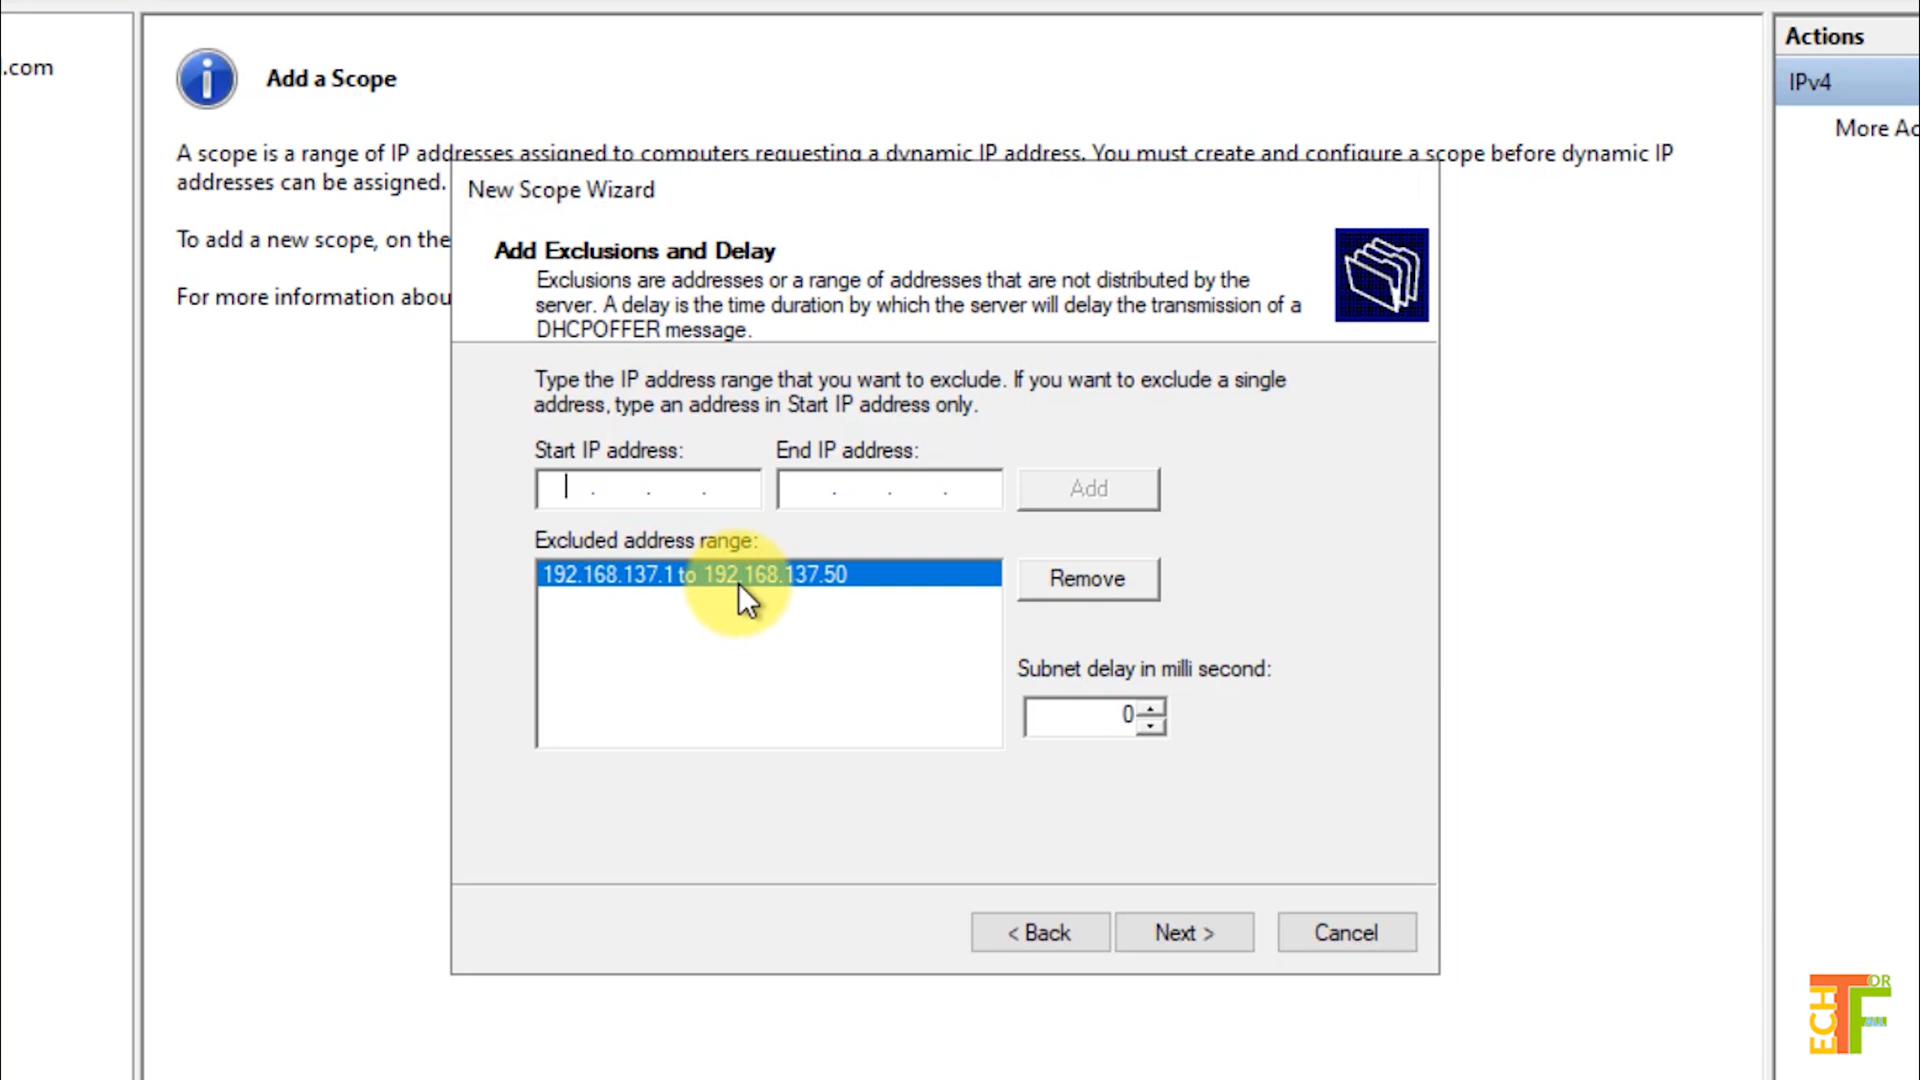 .com
Add a Scope
A scope is a range of IP addresses assigned to computers requesting a dynamic IP address. You must create and configure a scope before dynamic IP
addresses can be assigned.
To add a new scope, on the
For more information abou
New Scope Wizard
Add Exclusions and Delay
Exclusions are addresses or a range of addresses that are not distributed by the
server. A delay is the time duration by which the server will delay the transmission of a
DHCPOFFER message.
Type the IP address range that you want to exclude. If you want to exclude a single
address, type an address in Start IP address only.
Start IP address:
End IP address:
. . .
. . .
Add
Excluded address range:
192.168.137.1 to 192.168.137.50
Remove
Subnet delay in milli second:
0
< Back
Next >
Cancel
Actions
IPv4
More Ac
ECH T OR F